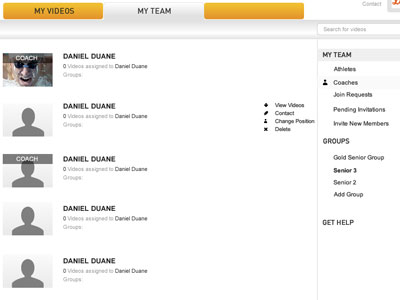 MY VIDEOS
MY TEAM
Contact
Search for videos
COACH
DANIEL DUANE
0 Videos assigned to Daniel Duane
Groups:
DANIEL DUANE
0 Videos assigned to Daniel Duane
Groups:
View Videos
Contact
Change Position
Delete
COACH
DANIEL DUANE
0 Videos assigned to Daniel Duane
Groups:
DANIEL DUANE
0 Videos assigned to Daniel Duane
Groups:
DANIEL DUANE
0 Videos assigned to Daniel Duane
Groups:
MY TEAM
Athletes
Coaches
Join Requests
Pending Invitations
Invite New Members
GROUPS
Gold Senior Group
Senior 3
Senior 2
Add Group
GET HELP